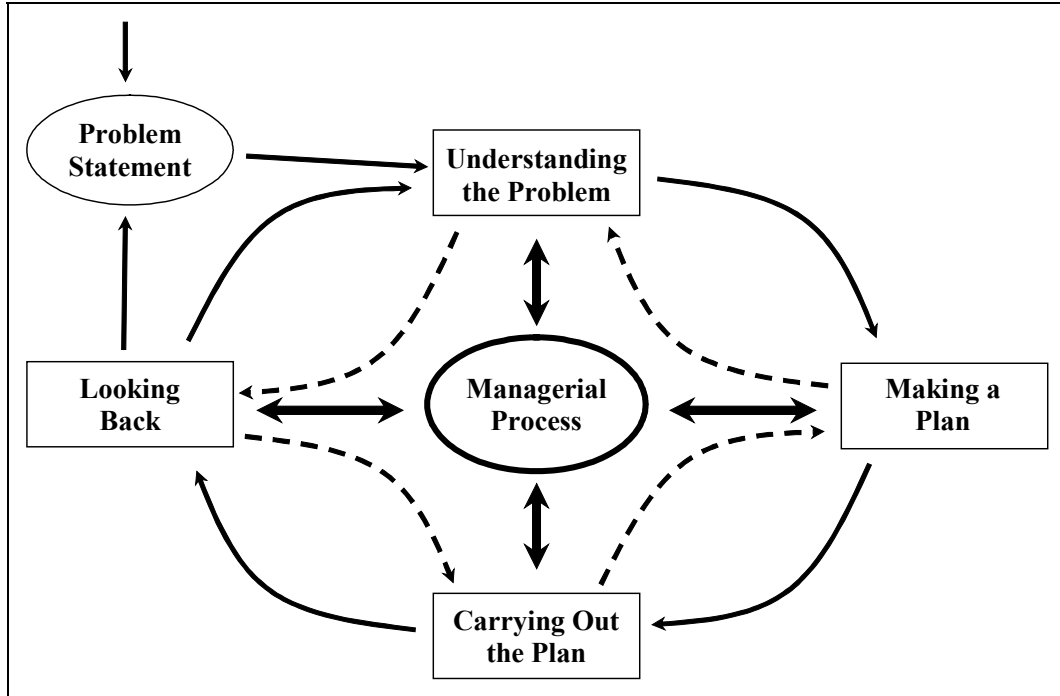 Problem
Statement
Understanding
the Problem
Looking
Back
Managerial
Process
Making a
Plan
Carrying Out
the Plan